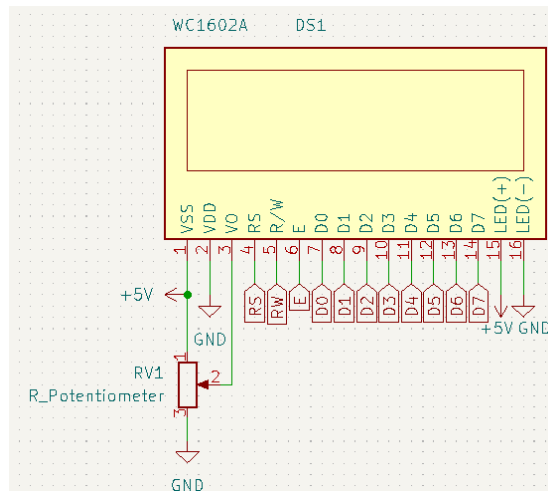 WC1602A DS1
VSS VDD VO RS R/W E D0 D1 D2 D3 D4 D5 D6 D7 LED(+) LED(-)
1 2 3 4 5 6 7 8 9 10 11 12 13 14 15 16
+5V
RS RW E D0 D1 D2 D3 D4 D5 D6 D7
+5V GND
GND
1
RV1
2
R_Potentiometer
3
GND